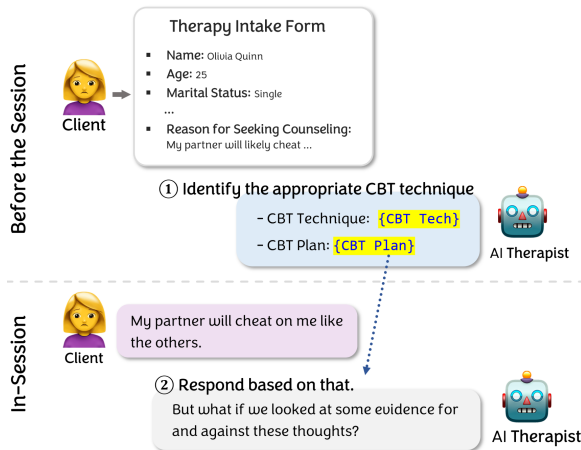 Before the Session
Therapy Intake Form
▪ Name: Olivia Quinn
▪ Age: 25
▪ Marital Status: Single
...
▪ Reason for Seeking Counseling:
My partner will likely cheat ...
Client
① Identify the appropriate CBT technique
– CBT Technique: {CBT Tech}
– CBT Plan: {CBT Plan}
AI Therapist
In-Session
Client
My partner will cheat on me like
the others.
② Respond based on that.
But what if we looked at some evidence for
and against these thoughts?
AI Therapist